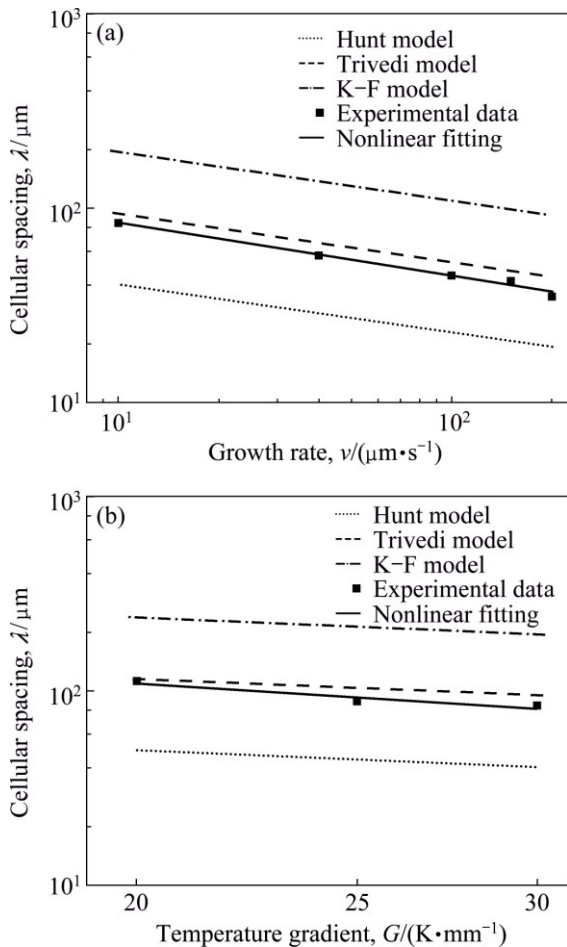 (a)
Hunt model
Trivedi model
K−F model
Experimental data
Nonlinear fitting
10³
10²
10¹
Cellular spacing, λ/μm
10¹ 10²
Growth rate, v/(μm•s⁻¹)
(b)
Hunt model
Trivedi model
K−F model
Experimental data
Nonlinear fitting
10³
10²
10¹
Cellular spacing, λ/μm
20 25 30
Temperature gradient, G/(K•mm⁻¹)